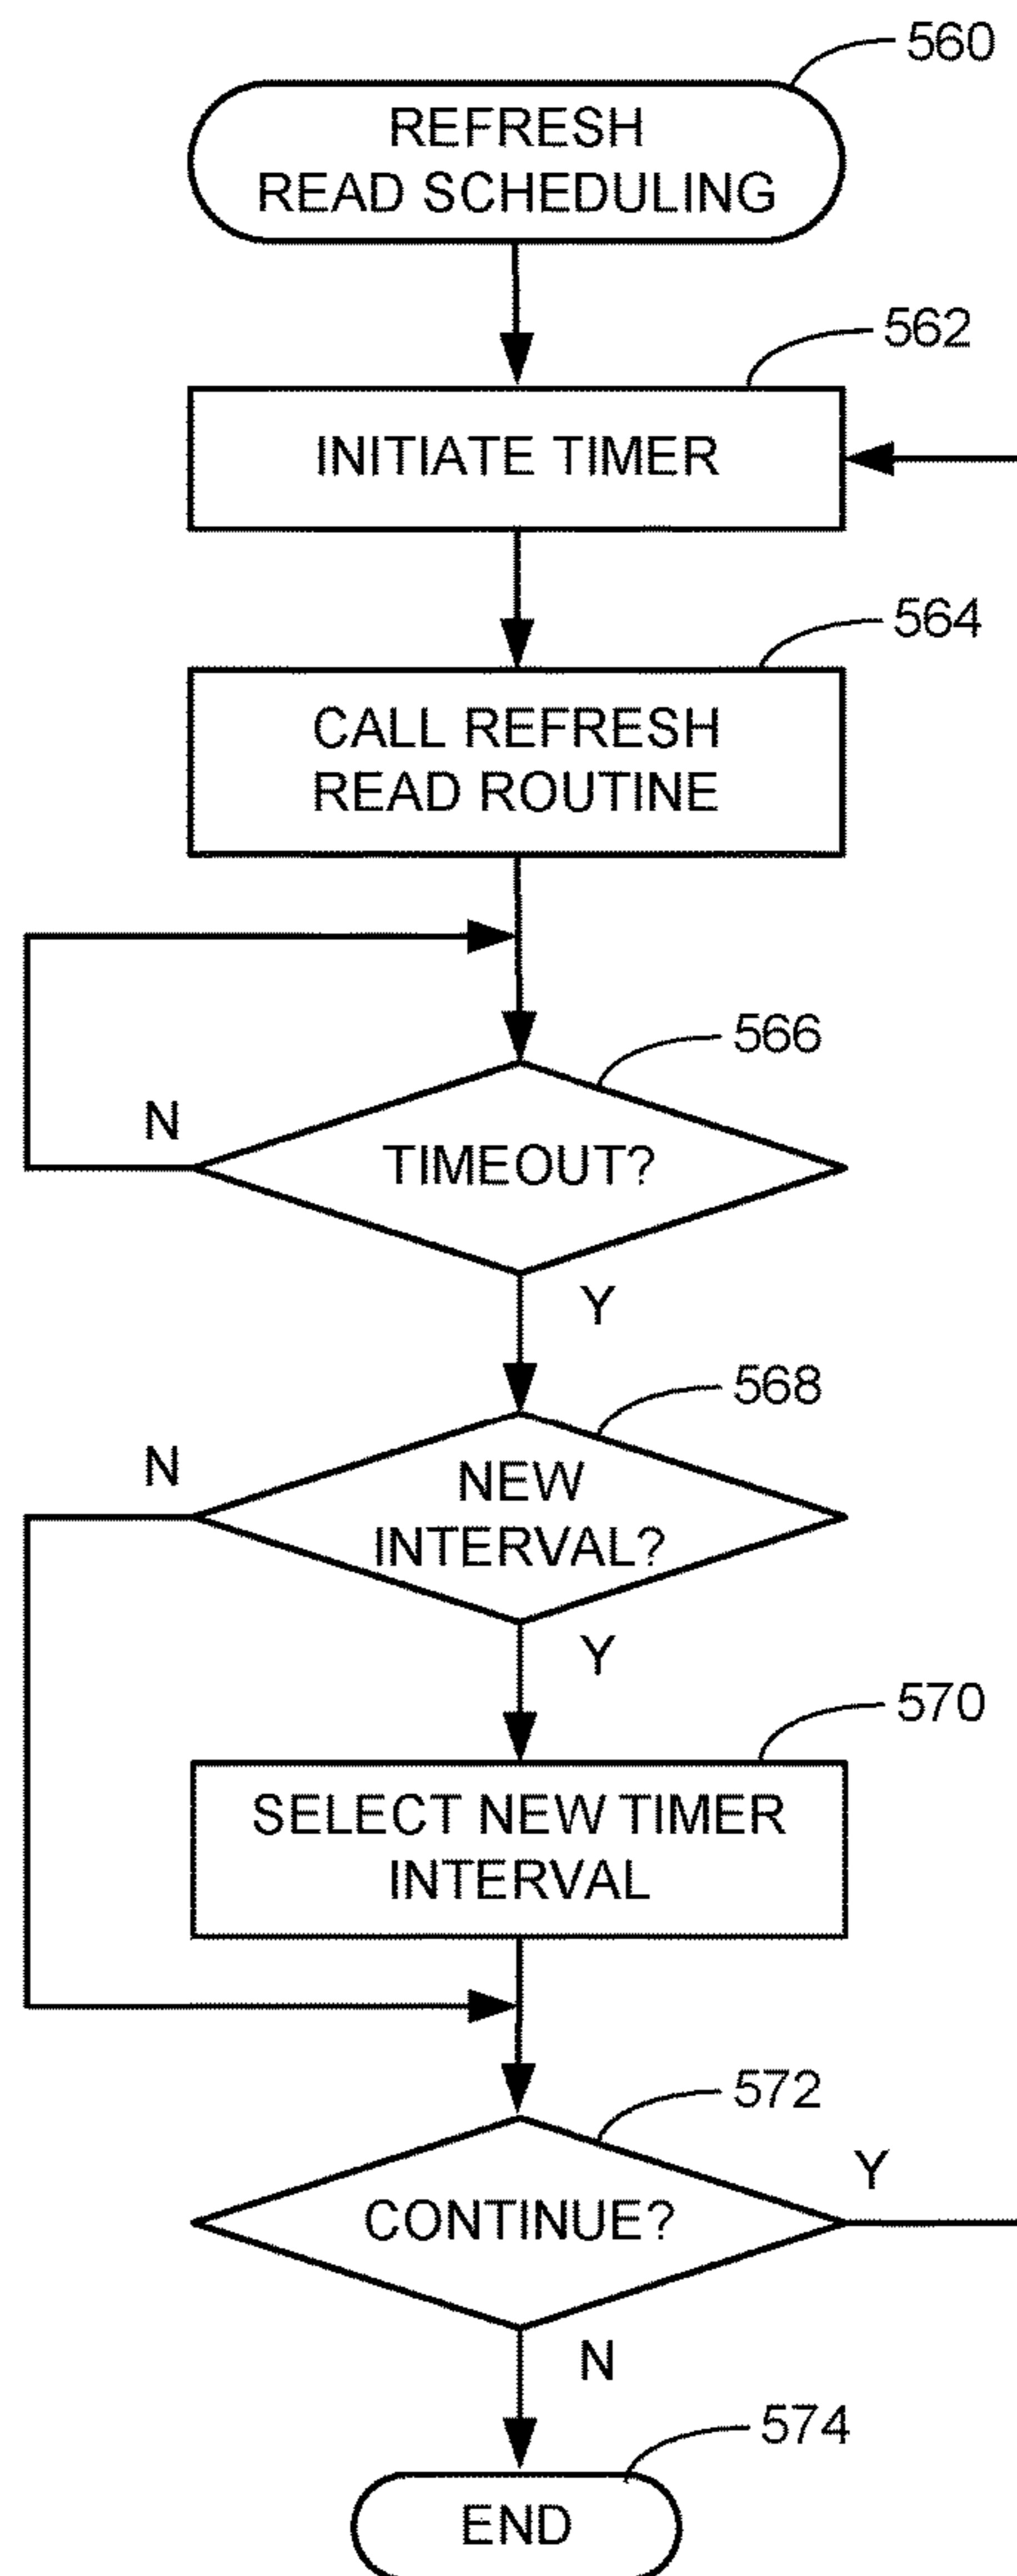 560
REFRESH
READ SCHEDULING
562
INITIATE TIMER
564
CALL REFRESH
READ ROUTINE
566
N
TIMEOUT?
Y
568
N
NEW
INTERVAL?
Y
570
SELECT NEW TIMER
INTERVAL
572
Y
CONTINUE?
N
574
END